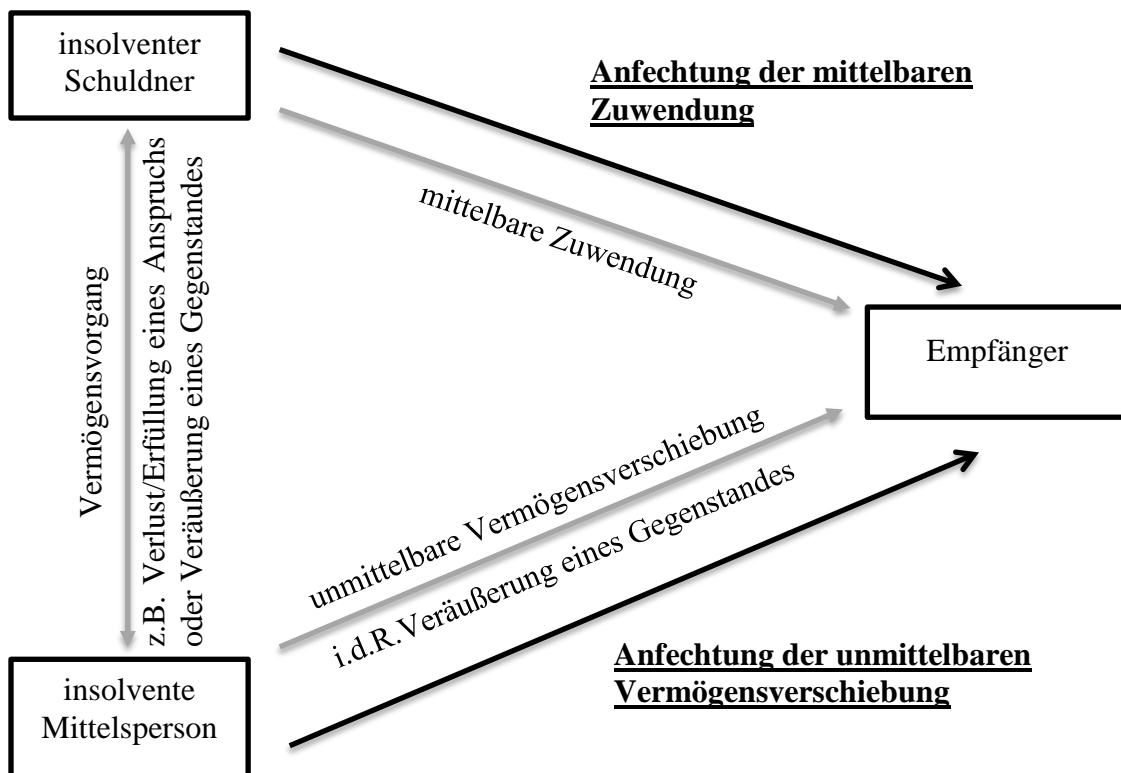 insolventer
Schuldner
Anfechtung der mittelbaren
Zuwendung
mittelbare Zuwendung
Vermögensvorgang
z.B. Verlust/Erfüllung eines Anspruchs
oder Veräußerung eines Gegenstandes
Empfänger
unmittelbare Vermögensverschiebung
i.d.R.Veräußerung eines Gegenstandes
insolvente
Mittelsperson
Anfechtung der unmittelbaren
Vermögensverschiebung